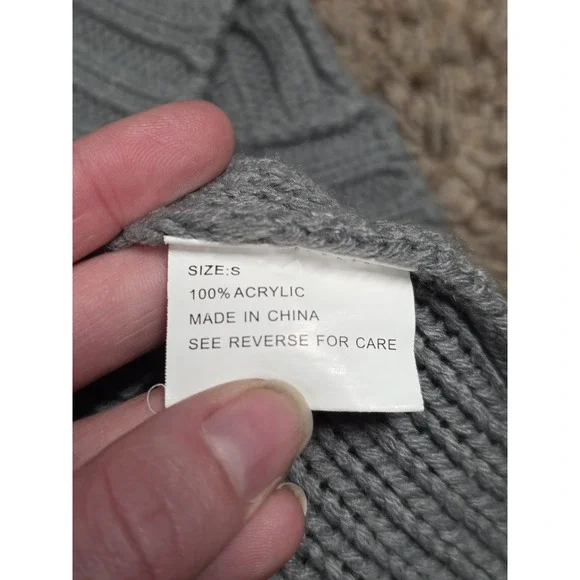 SIZE:S
100% ACRYLIC
MADE IN CHINA
SEE REVERSE FOR CARE